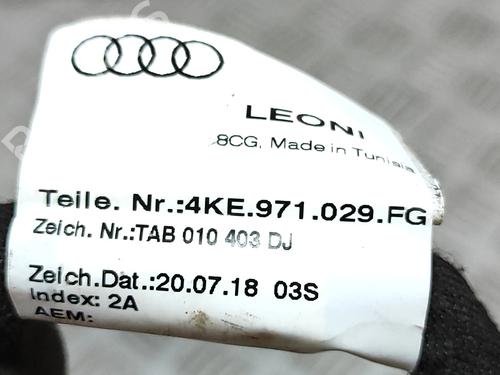 LEONI
8CG, Made in Tunisia
Teile. Nr.:4KE.971.029.FG
Zeich. Nr.:TAB 010 403 DJ
Zeich.Dat.:20.07.18 03S
Index: 2A
AEM: